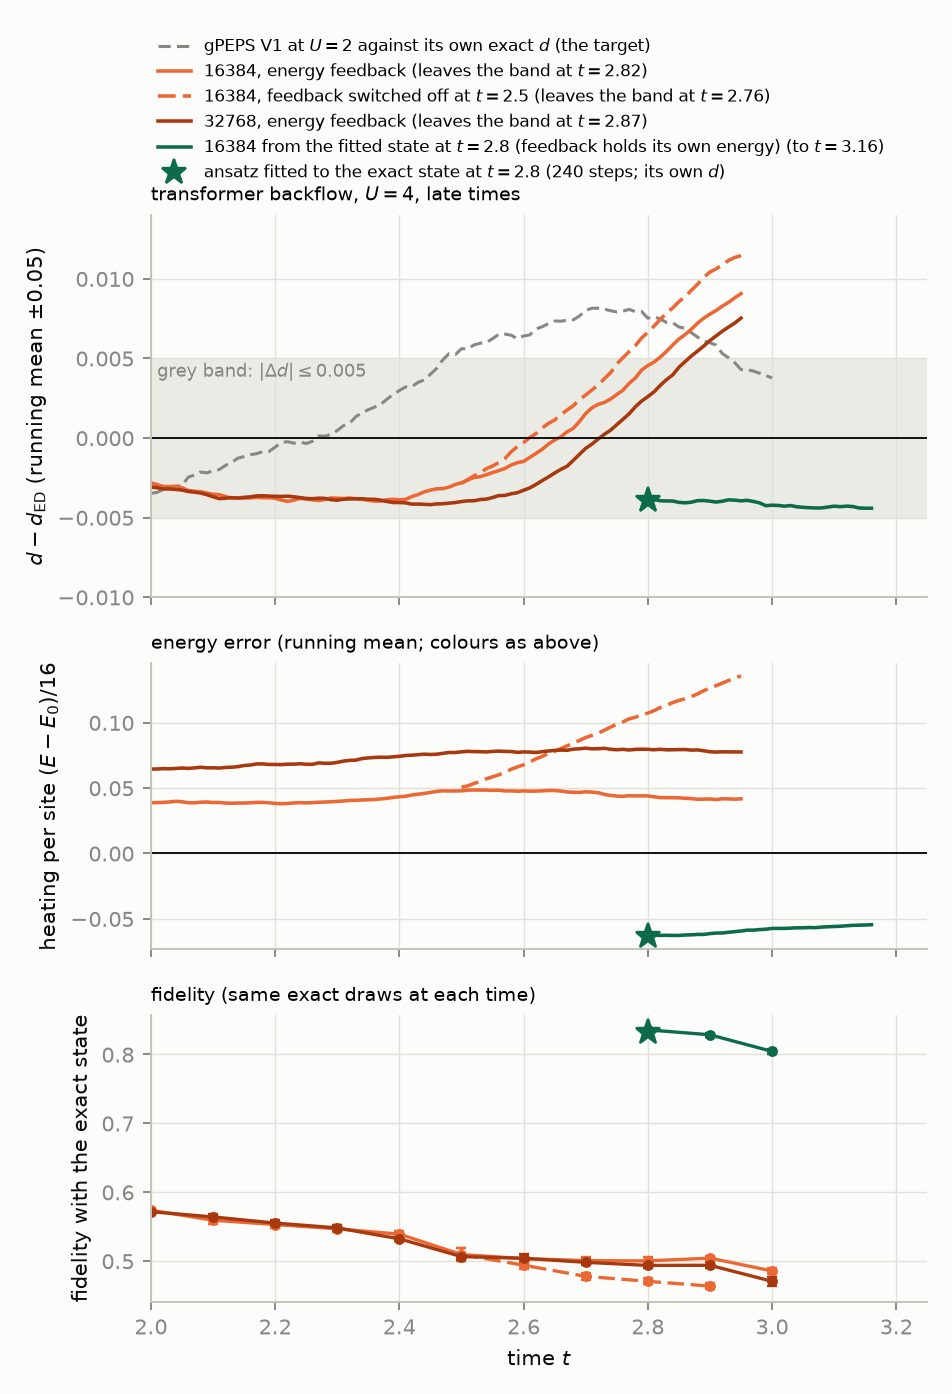 gPEPS V1 at U = 2 against its own exact d (the target)
16384, energy feedback (leaves the band at t = 2.82)
16384, feedback switched off at t = 2.5 (leaves the band at t = 2.76)
32768, energy feedback (leaves the band at t = 2.87)
16384 from the fitted state at t = 2.8 (feedback holds its own energy) (to t = 3.16)
ansatz fitted to the exact state at t = 2.8 (240 steps; its own d)
transformer backflow, U = 4, late times
d − d_ED (running mean ±0.05)
0.010
0.005
0.000
−0.005
−0.010
grey band: |Δd| ≤ 0.005
energy error (running mean; colours as above)
heating per site (E − E₀)/16
0.10
0.05
0.00
−0.05
fidelity (same exact draws at each time)
fidelity with the exact state
0.8
0.7
0.6
0.5
2.0 2.2 2.4 2.6 2.8 3.0 3.2
time t